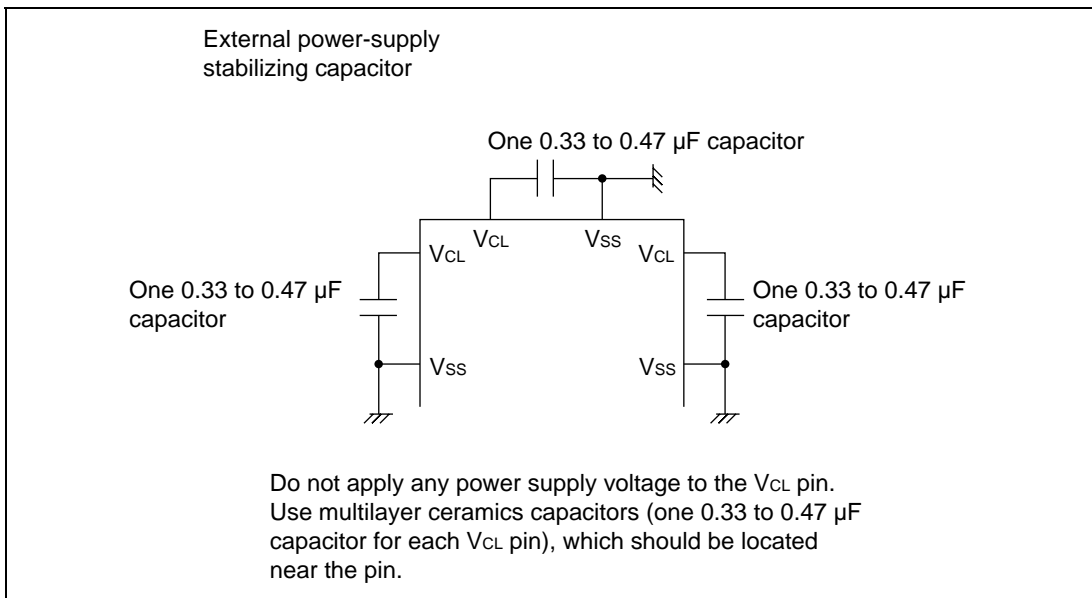 External power-supply
stabilizing capacitor
One 0.33 to 0.47 µF capacitor
VCL
VSS
VCL
VCL
One 0.33 to 0.47 µF
capacitor
One 0.33 to 0.47 µF
capacitor
VSS
VSS
Do not apply any power supply voltage to the VCL pin.
Use multilayer ceramics capacitors (one 0.33 to 0.47 µF
capacitor for each VCL pin), which should be located
near the pin.